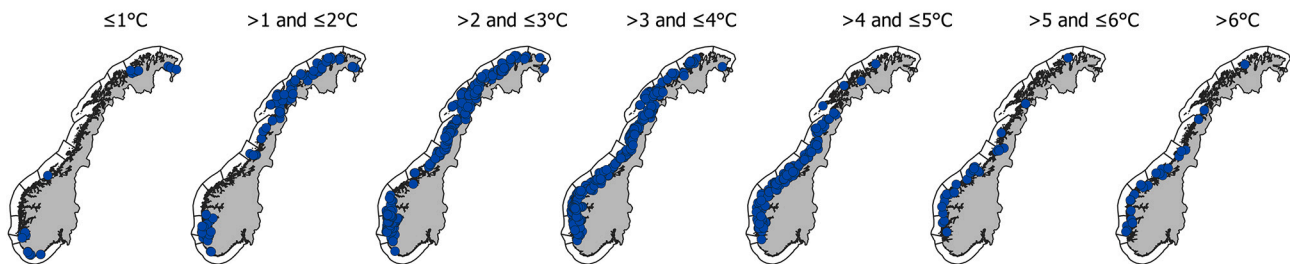 ≤1°C >1 and ≤2°C >2 and ≤3°C >3 and ≤4°C >4 and ≤5°C >5 and ≤6°C >6°C